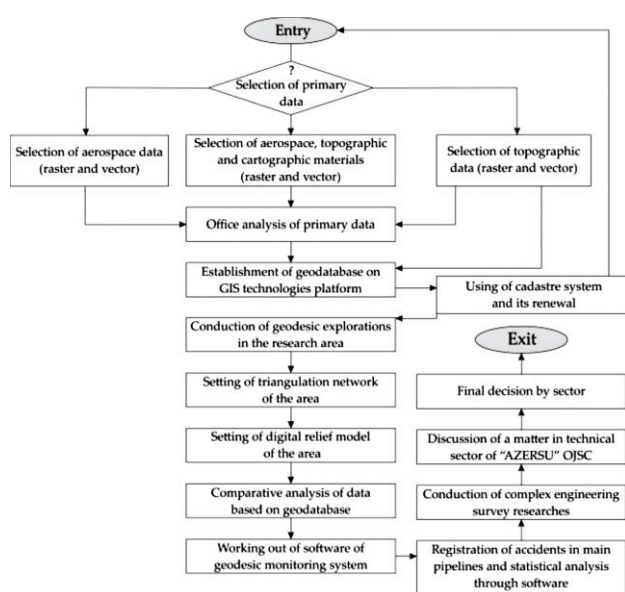 Entry
?
Selection of primary
data
Selection of aerospace data
(raster and vector)
Selection of aerospace, topographic
and cartographic materials
(raster and vector)
Selection of topographic
data (raster and vector)
Office analysis of primary data
Establishment of geodatabase on
GIS technologies platform
Using of cadastre system
and its renewal
Conduction of geodesic explorations
in the research area
Setting of triangulation network
of the area
Setting of digital relief model
of the area
Comparative analysis of data
based on geodatabase
Working out of software of
geodesic monitoring system
Registration of accidents in main
pipelines and statistical analysis
through software
Conduction of complex engineering
survey researches
Discussion of a matter in technical
sector of “AZERSU” OJSC
Final decision by sector
Exit